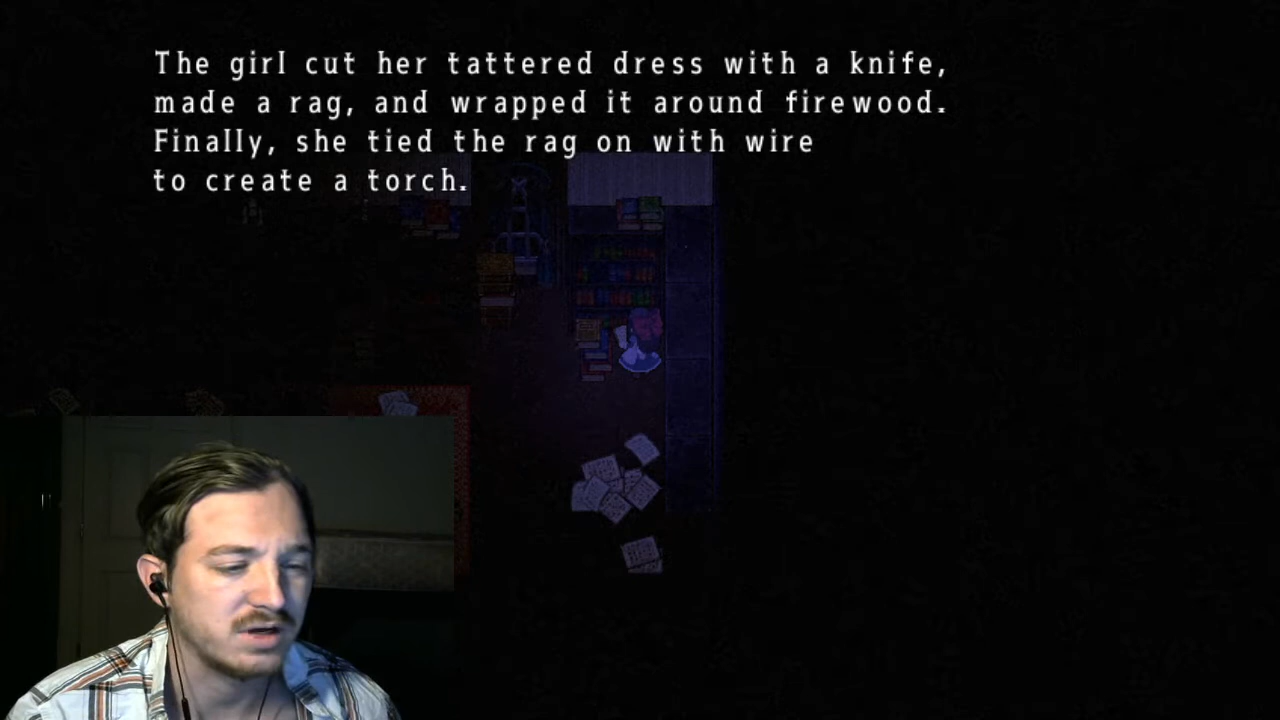 The girl cut her tattered dress with a knife,
made a rag, and wrapped it around firewood.
Finally, she tied the rag on with wire
to create a torch.